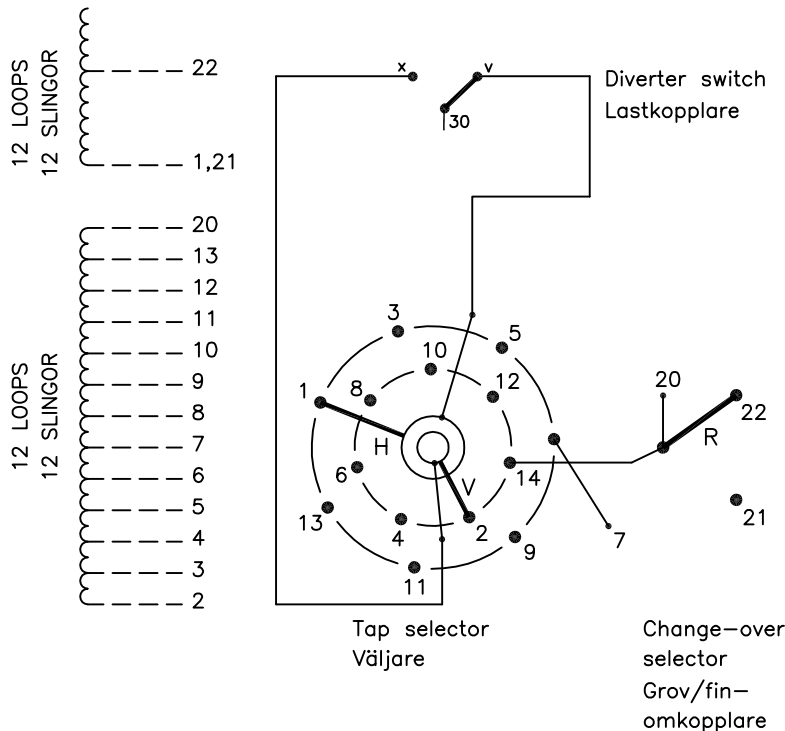 12 LOOPS
12 SLINGOR
22
1,21
12 LOOPS
12 SLINGOR
20
13
12
11
10
9
8
7
6
5
4
3
2
x
v
30
Diverter switch
Lastkopplare
3
5
10
12
1
8
H
6
V
14
13
4
2
9
11
7
20
22
R
21
Tap selector
Väljare
Change-over
selector
Grov/fin-
omkopplare